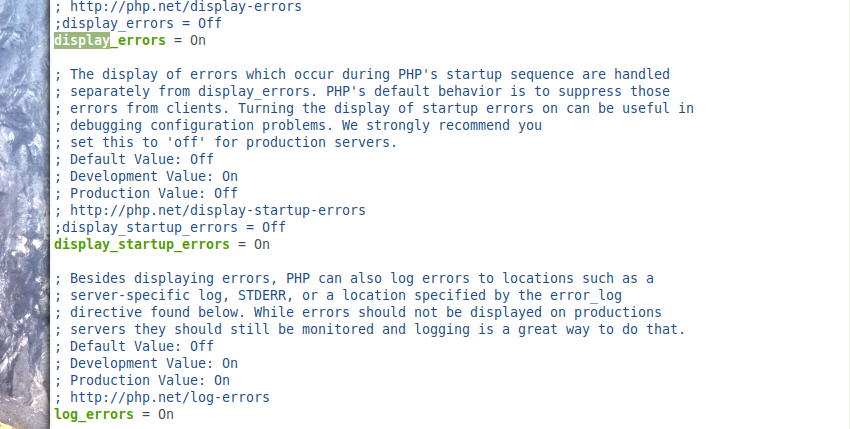 ; http://php.net/display-errors
;display_errors = Off
display_errors = On
; The display of errors which occur during PHP's startup sequence are handled
; separately from display_errors. PHP's default behavior is to suppress those
; errors from clients. Turning the display of startup errors on can be useful in
; debugging configuration problems. We strongly recommend you
; set this to 'off' for production servers.
; Default Value: Off
; Development Value: On
; Production Value: Off
; http://php.net/display-startup-errors
;display_startup_errors = Off
display_startup_errors = On
; Besides displaying errors, PHP can also log errors to locations such as a
; server-specific log, STDERR, or a location specified by the error_log
; directive found below. While errors should not be displayed on productions
; servers they should still be monitored and logging is a great way to do that.
; Default Value: Off
; Development Value: On
; Production Value: On
; http://php.net/log-errors
log_errors = On